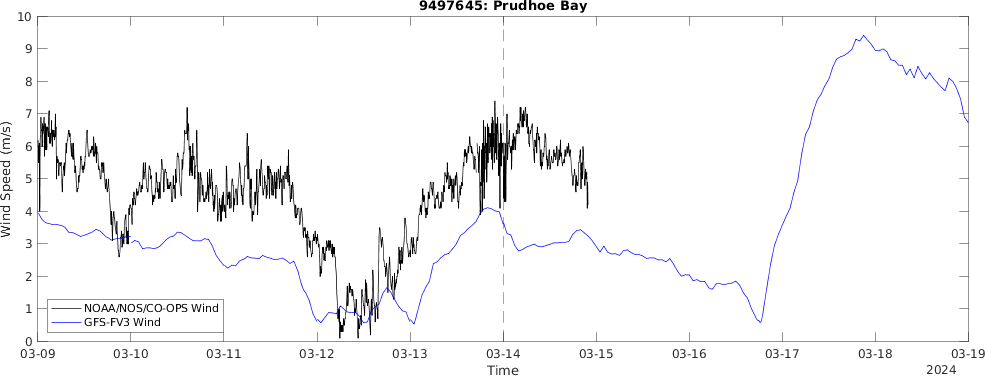 9497645: Prudhoe Bay
10
9
8
7
6
5
4
3
2
1
0
Wind Speed (m/s)
NOAA/NOS/CO-OPS Wind
GFS-FV3 Wind
03-09 03-10 03-11 03-12 03-13 03-14 03-15 03-16 03-17 03-18 03-19
Time
2024